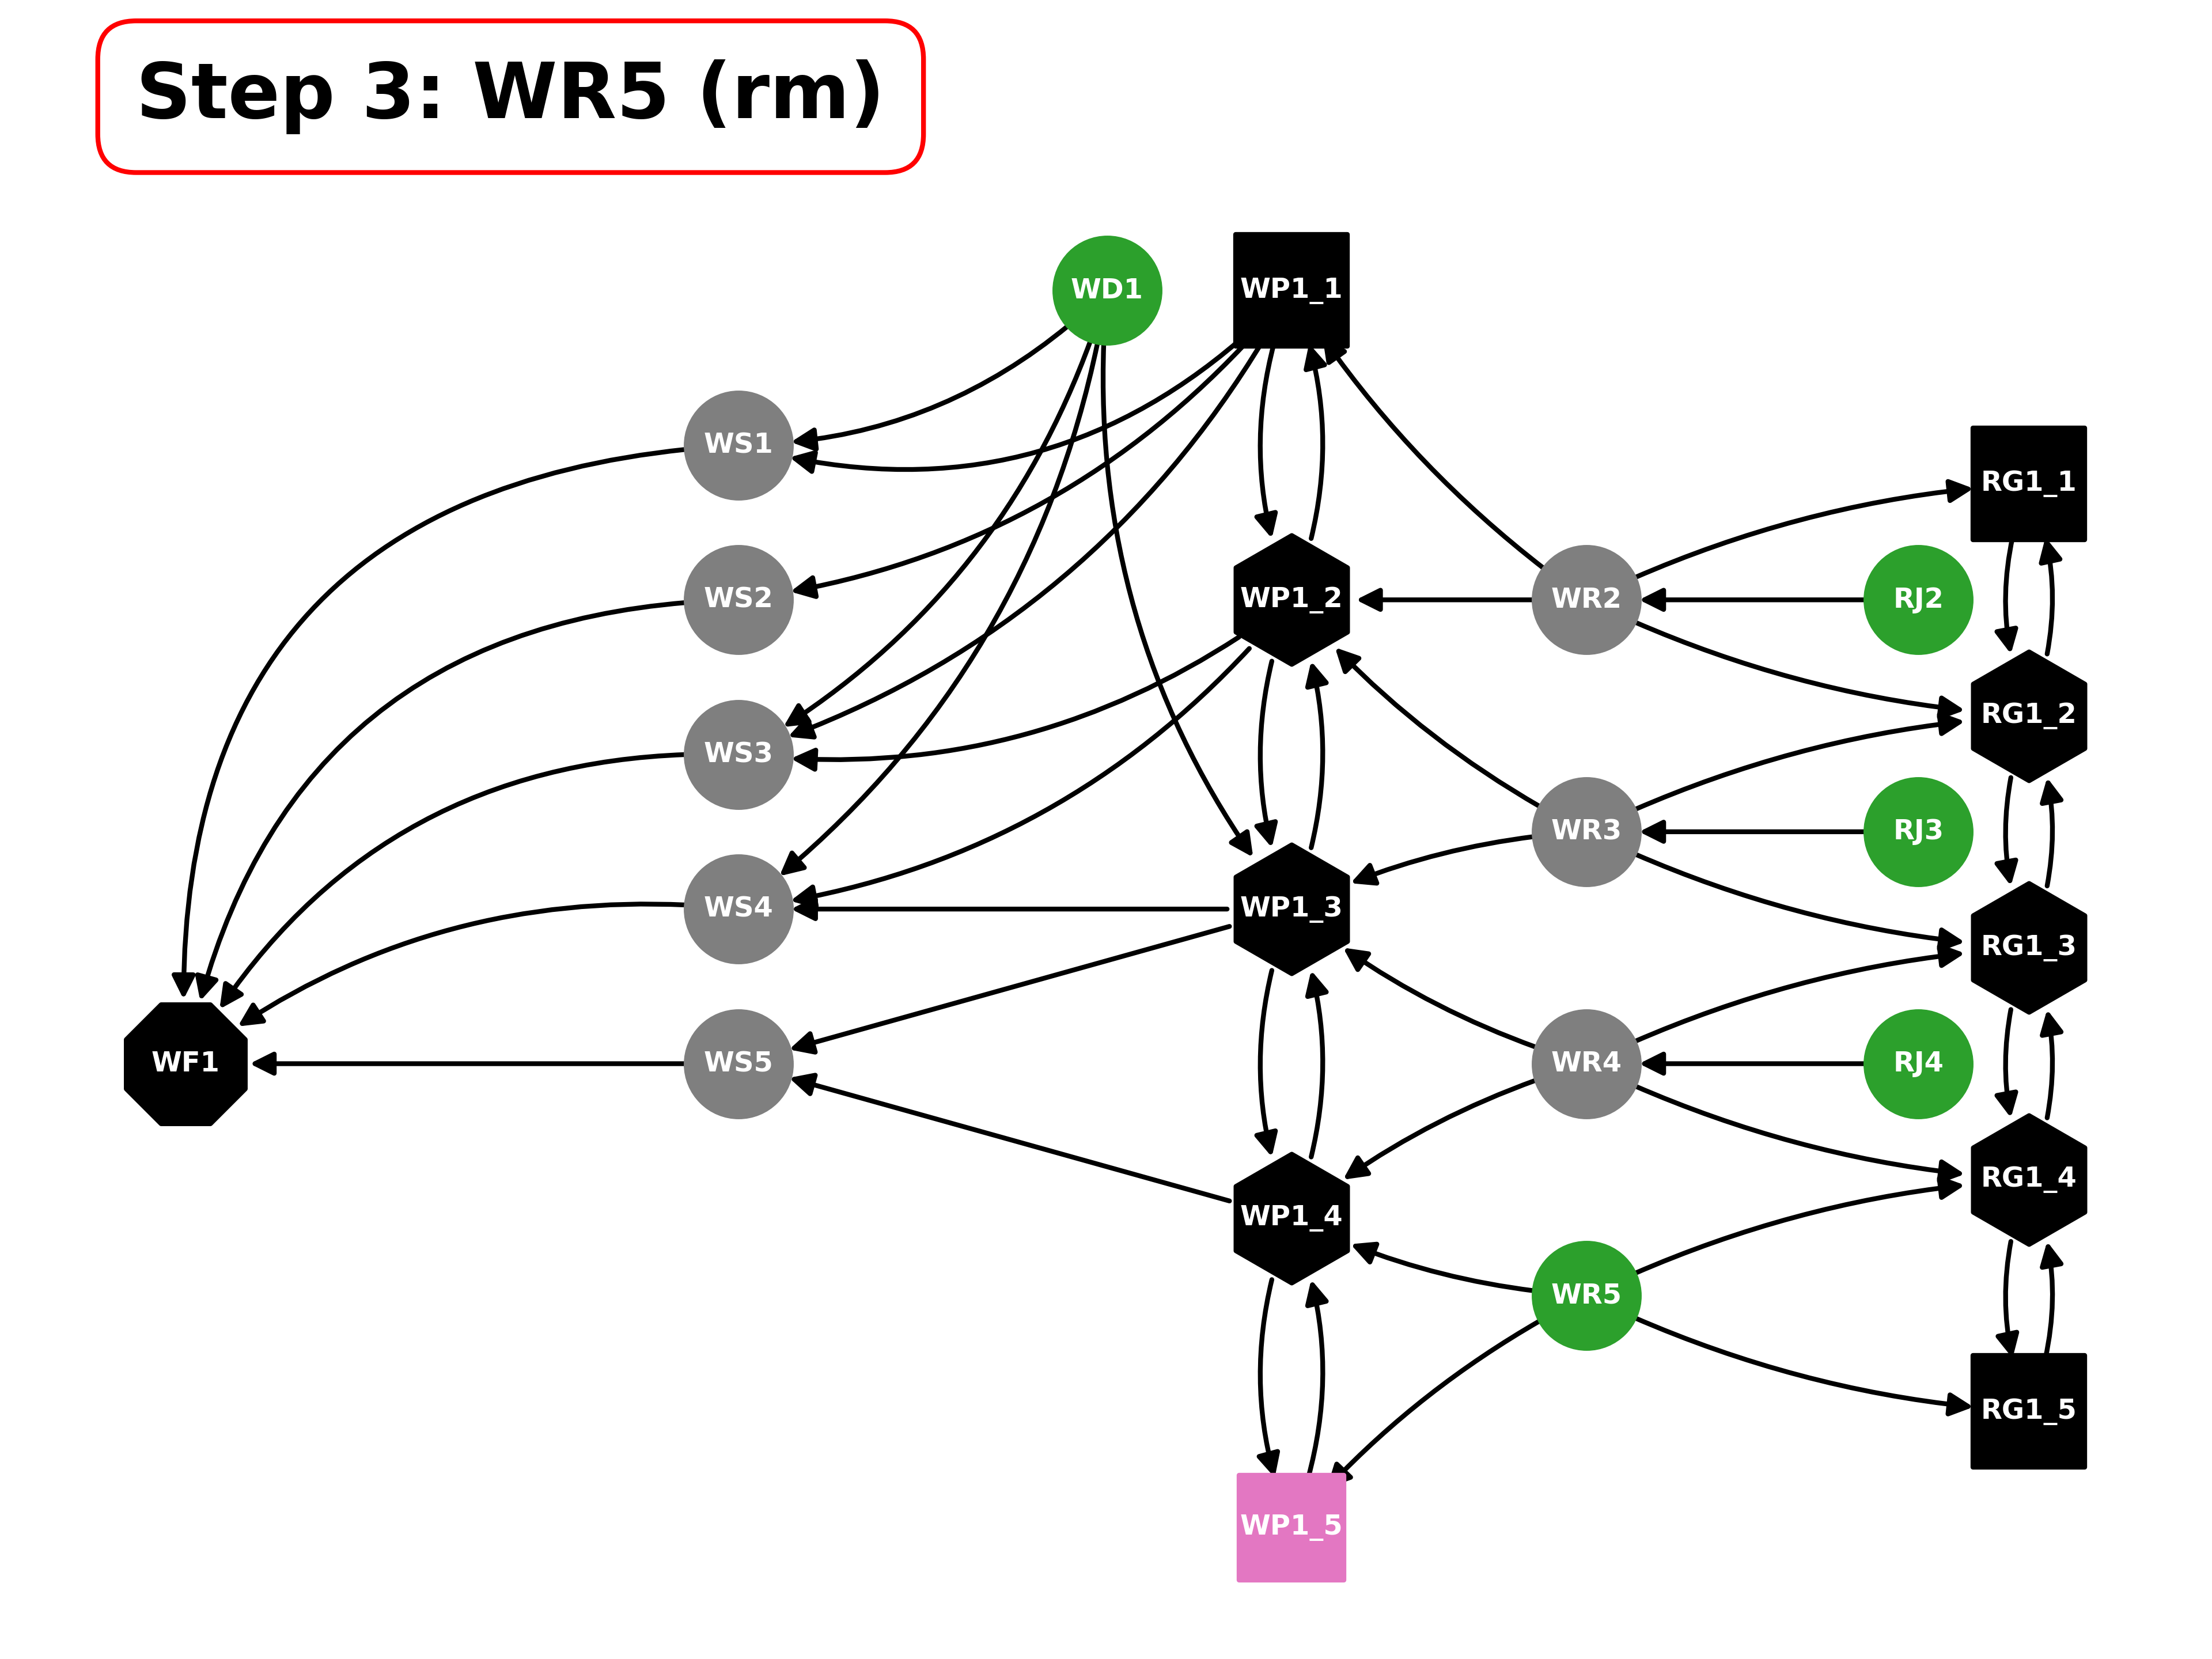 Step 3: WR5 (rm)
WD1
WP1_1
WS1
RG1_1
WS2
WP1_2
WR2
RJ2
RG1_2
WS3
WR3
RJ3
WS4
WP1_3
RG1_3
WF1
WS5
WR4
RJ4
RG1_4
WP1_4
WR5
RG1_5
WP1_5